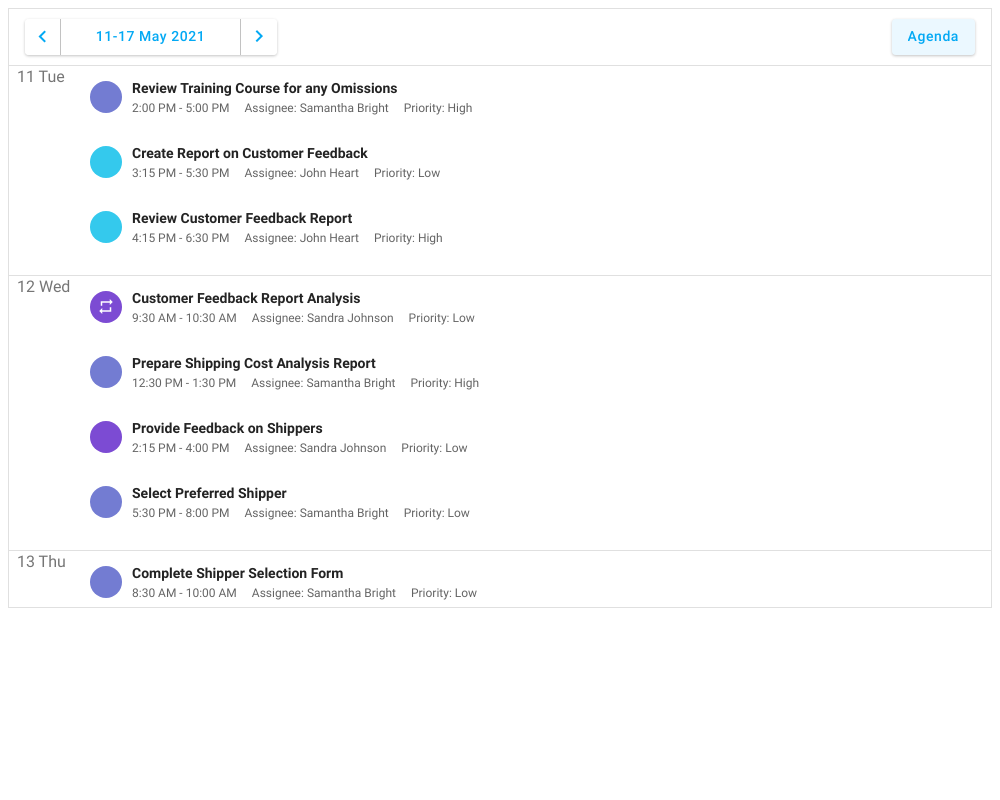 11-17 May 2021
Agenda
11 Tue
Review Training Course for any Omissions
2:00 PM - 5:00 PM Assignee: Samantha Bright Priority: High
Create Report on Customer Feedback
3:15 PM - 5:30 PM Assignee: John Heart Priority: Low
Review Customer Feedback Report
4:15 PM - 6:30 PM Assignee: John Heart Priority: High
12 Wed
Customer Feedback Report Analysis
9:30 AM - 10:30 AM Assignee: Sandra Johnson Priority: Low
Prepare Shipping Cost Analysis Report
12:30 PM - 1:30 PM Assignee: Samantha Bright Priority: High
Provide Feedback on Shippers
2:15 PM - 4:00 PM Assignee: Sandra Johnson Priority: Low
Select Preferred Shipper
5:30 PM - 8:00 PM Assignee: Samantha Bright Priority: Low
13 Thu
Complete Shipper Selection Form
8:30 AM - 10:00 AM Assignee: Samantha Bright Priority: Low